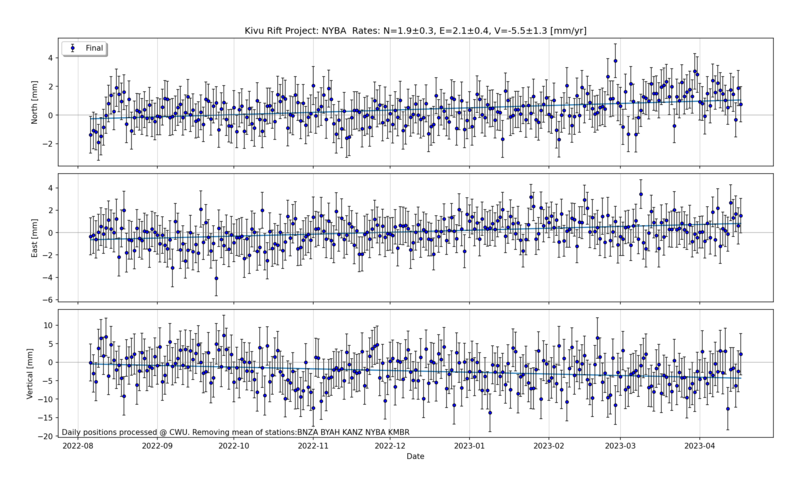 Kivu Rift Project: NYBA Rates: N=1.9±0.3, E=2.1±0.4, V=-5.5±1.3 [mm/yr]
Final
North [mm]
4
2
0
−2
East [mm]
4
2
0
−2
−4
−6
Vertical [mm]
10
5
0
−5
−10
−15
−20
Daily positions processed @ CWU. Removing mean of stations:BNZA BYAH KANZ NYBA KMBR
2022-08 2022-09 2022-10 2022-11 2022-12 2023-01 2023-02 2023-03 2023-04
Date